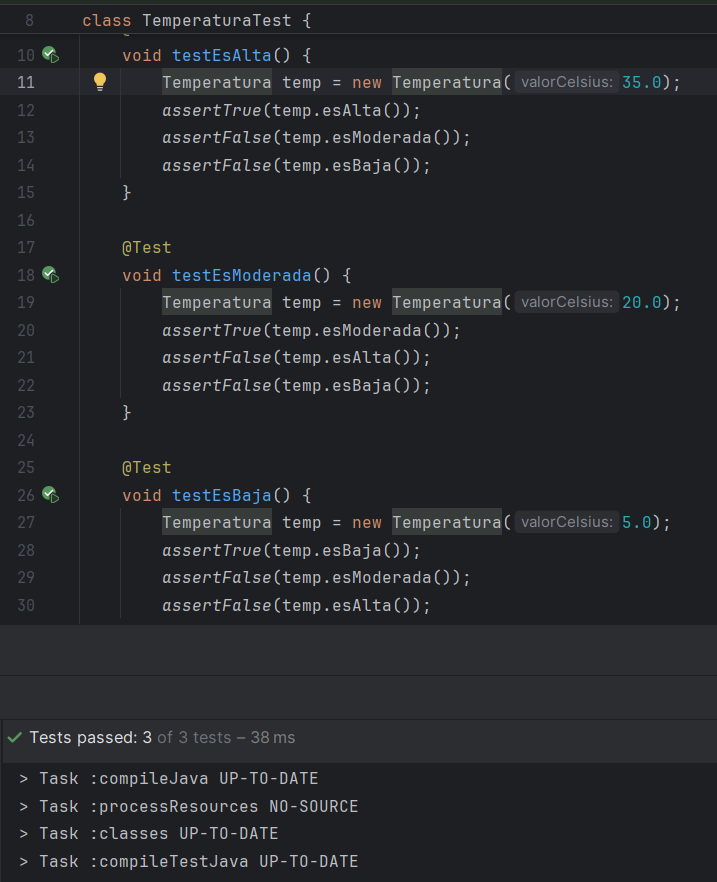 8 class TemperaturaTest {
10 void testEsAlta() {
11 Temperatura temp = new Temperatura( valorCelsius: 35.0);
12 assertTrue(temp.esAlta());
13 assertFalse(temp.esModerada());
14 assertFalse(temp.esBaja());
15 }
16
17 @Test
18 void testEsModerada() {
19 Temperatura temp = new Temperatura( valorCelsius: 20.0);
20 assertTrue(temp.esModerada());
21 assertFalse(temp.esAlta());
22 assertFalse(temp.esBaja());
23 }
24
25 @Test
26 void testEsBaja() {
27 Temperatura temp = new Temperatura( valorCelsius: 5.0);
28 assertTrue(temp.esBaja());
29 assertFalse(temp.esModerada());
30 assertFalse(temp.esAlta());
Tests passed: 3 of 3 tests – 38 ms
> Task :compileJava UP-TO-DATE
> Task :processResources NO-SOURCE
> Task :classes UP-TO-DATE
> Task :compileTestJava UP-TO-DATE